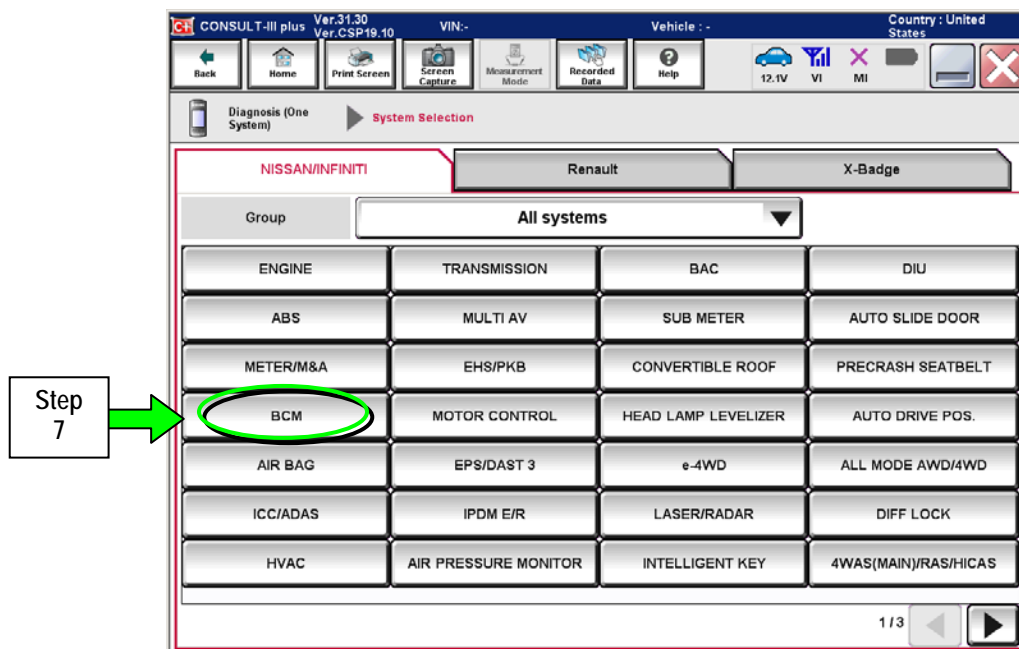 C+ CONSULT-III plus Ver.31.30 VIN:- Vehicle : - Country : United
Ver.CSP19.10 States
Back Home Print Screen Screen Capture Measurement Mode Recorded Data Help 12.1V VI MI
Diagnosis (One System) System Selection
NISSAN/INFINITI Renault X-Badge
Group All systems
ENGINE TRANSMISSION BAC DIU
ABS MULTI AV SUB METER AUTO SLIDE DOOR
METER/M&A EHS/PKB CONVERTIBLE ROOF PRECRASH SEATBELT
Step 7
BCM MOTOR CONTROL HEAD LAMP LEVELIZER AUTO DRIVE POS.
AIR BAG EPS/DAST 3 e-4WD ALL MODE AWD/4WD
ICC/ADAS IPDM E/R LASER/RADAR DIFF LOCK
HVAC AIR PRESSURE MONITOR INTELLIGENT KEY 4WAS(MAIN)/RAS/HICAS
1/3